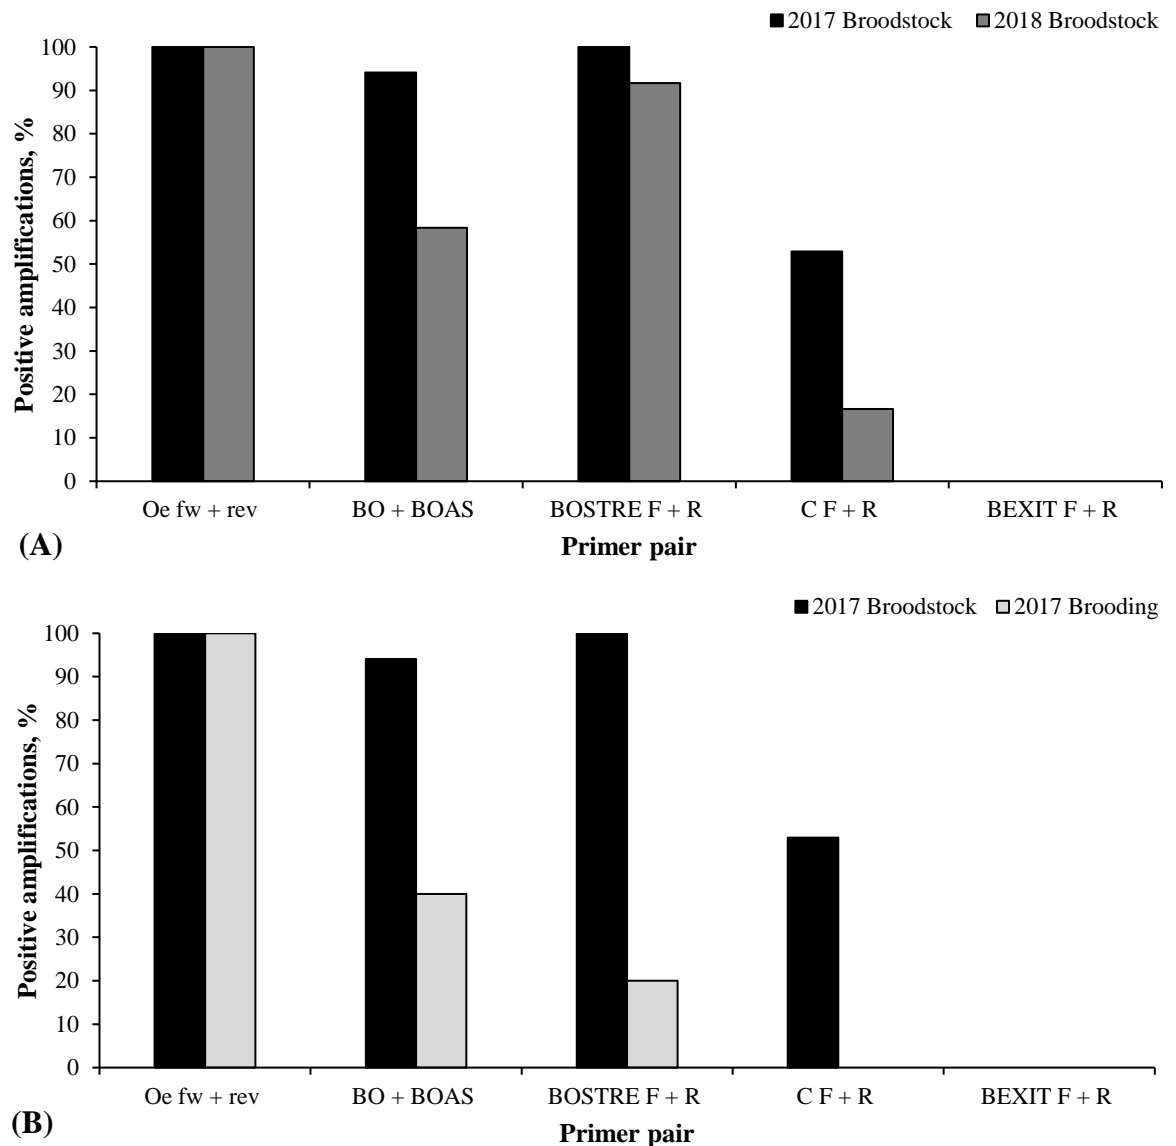 2017 Broodstock 2018 Broodstock
100
90
80
70
60
50
40
30
20
10
0
Positive amplifications, %
Oe fw + rev BO + BOAS BOSTRE F + R C F + R BEXIT F + R
(A) Primer pair
2017 Broodstock 2017 Brooding
100
90
80
70
60
50
40
30
20
10
0
Positive amplifications, %
Oe fw + rev BO + BOAS BOSTRE F + R C F + R BEXIT F + R
(B) Primer pair